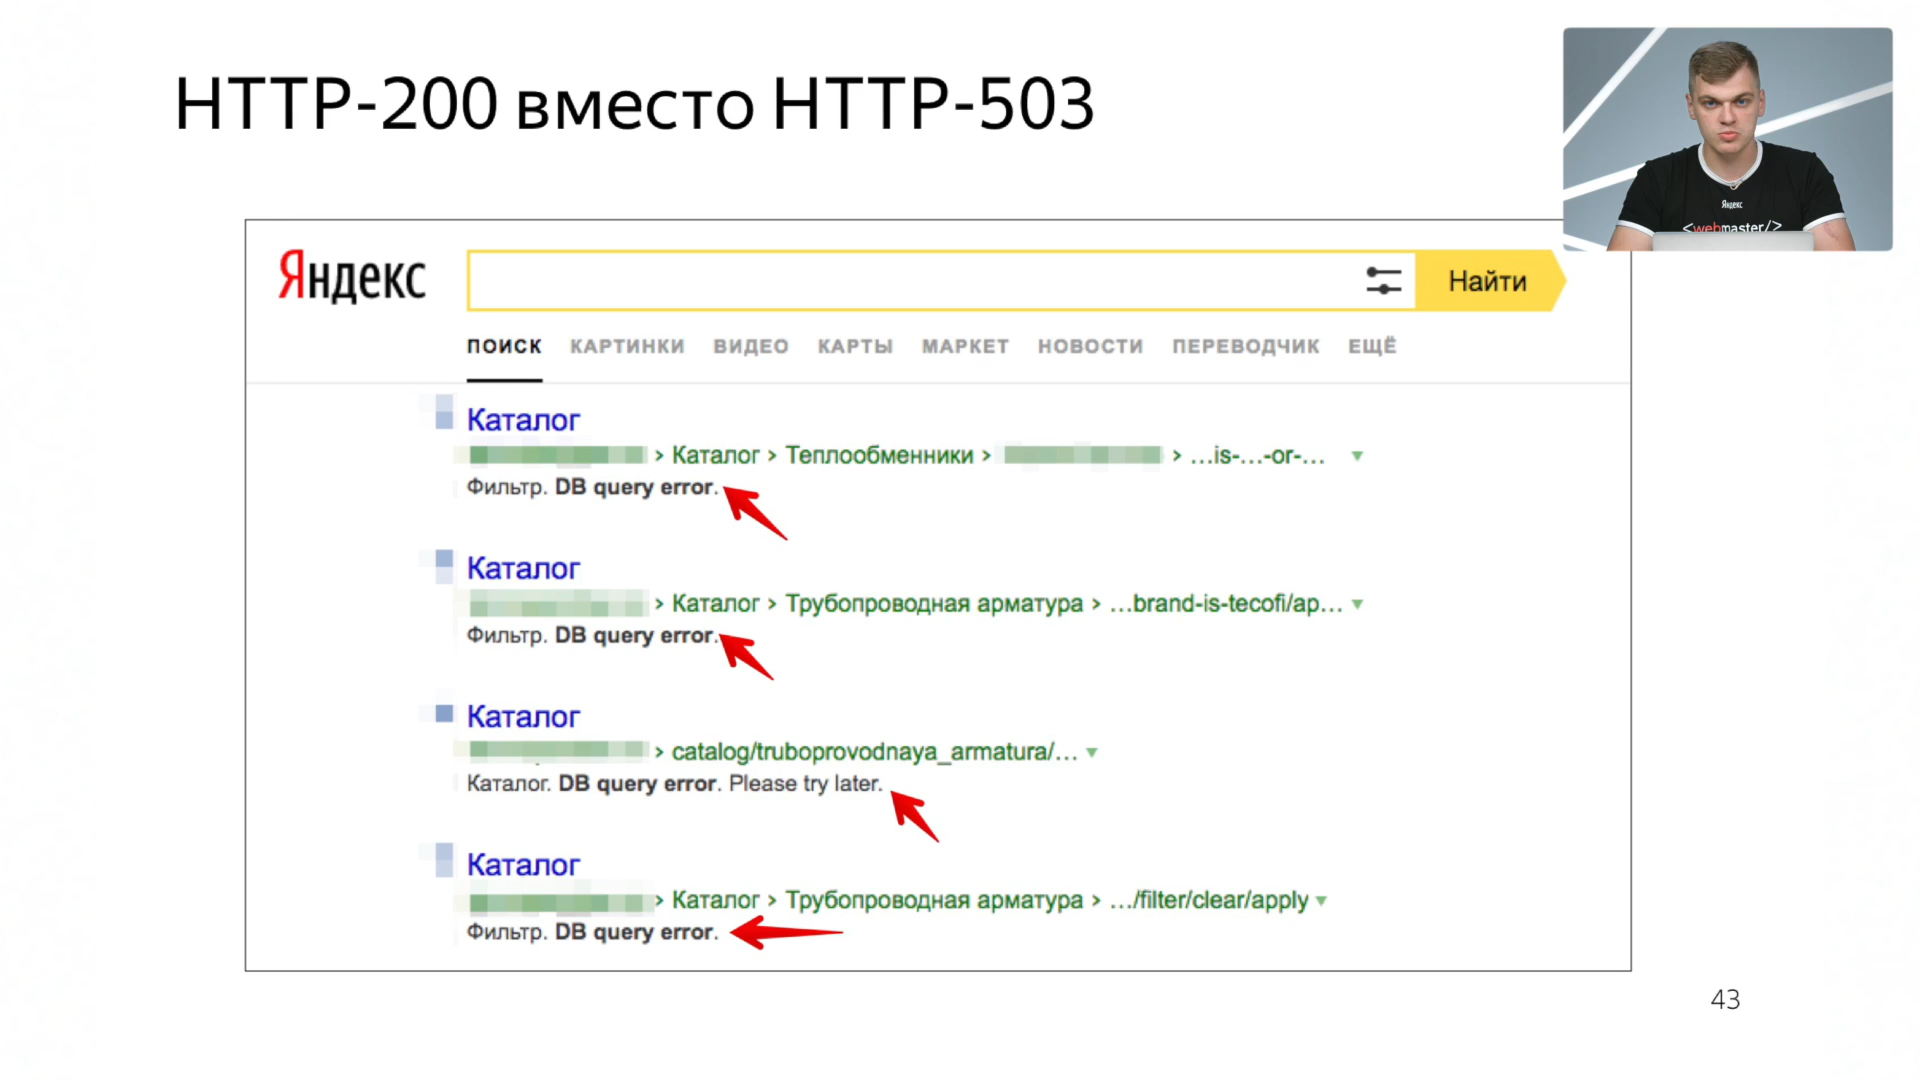 HTTP-200 вместо HTTP-503
Яндекс
<webmaster/>
Яндекс
Найти
ПОИСК КАРТИНКИ ВИДЕО КАРТЫ МАРКЕТ НОВОСТИ ПЕРЕВОДЧИК ЕЩЁ
Каталог
› Каталог › Теплообменники › › ...is-...-or-...
Фильтр. DB query error.
Каталог
› Каталог › Трубопроводная арматура › ...brand-is-tecofi/ap...
Фильтр. DB query error.
Каталог
› catalog/truboprovodnaya_armatura/...
Каталог. DB query error. Please try later.
Каталог
› Каталог › Трубопроводная арматура › .../filter/clear/apply
Фильтр. DB query error.
43